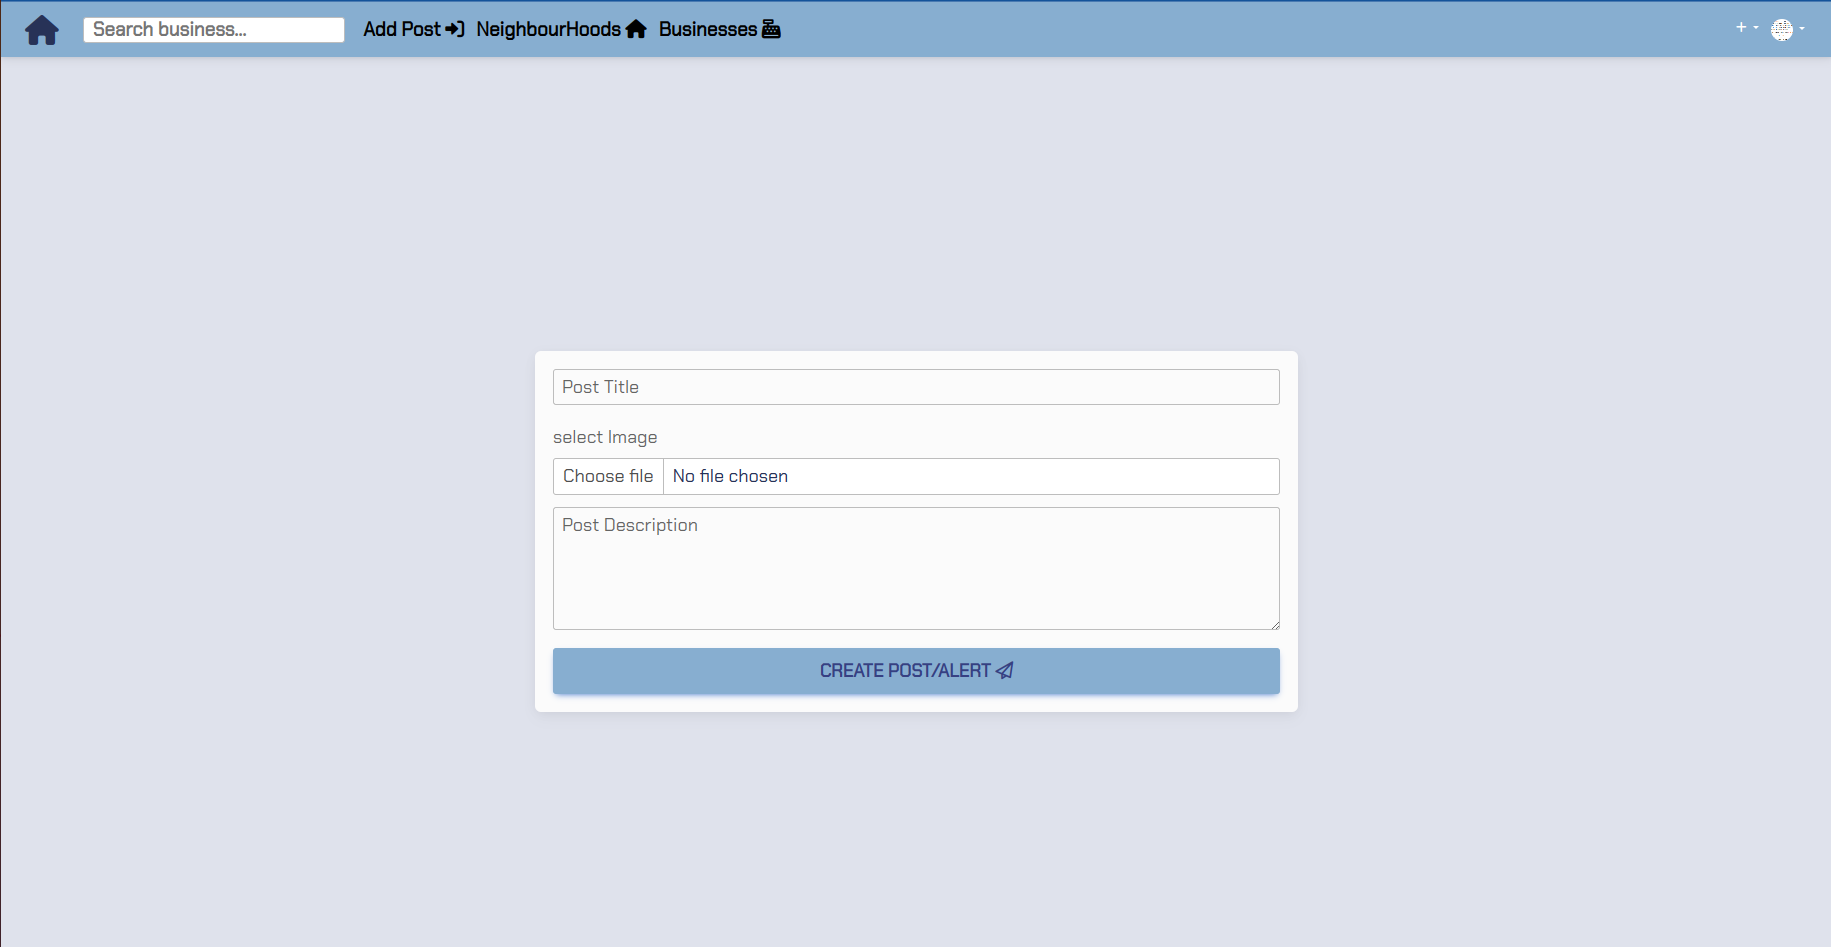 Search business... Add Post NeighbourHoods Businesses +
Post Title
select Image
Choose file No file chosen
Post Description
CREATE POST/ALERT